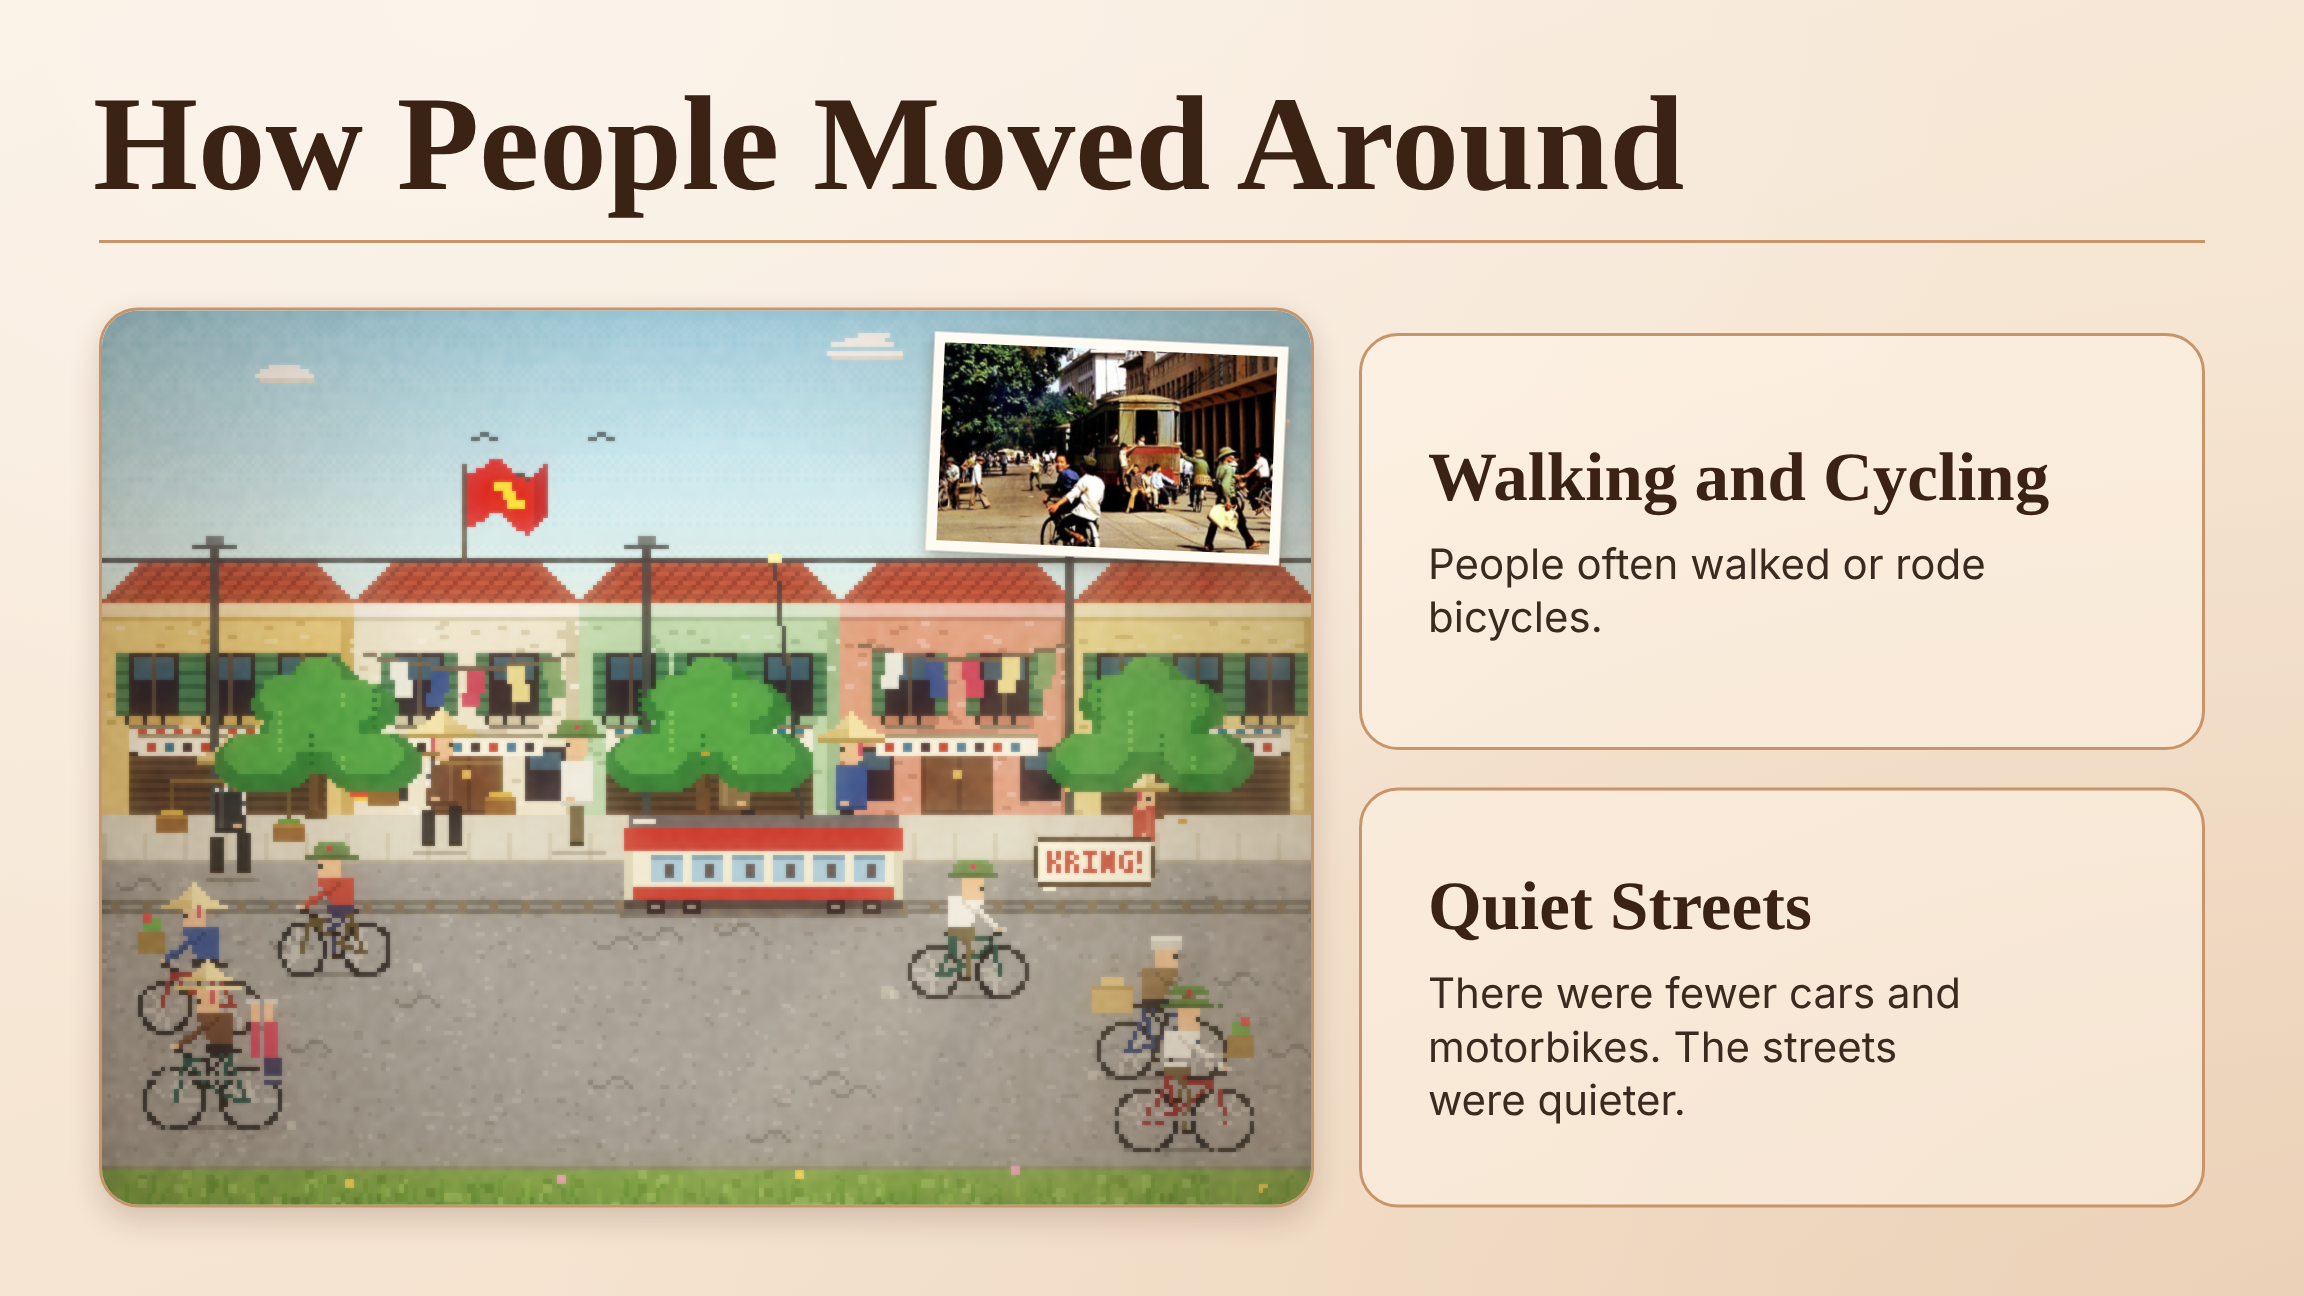 How People Moved Around
KRING!
Walking and Cycling
People often walked or rode
bicycles.
Quiet Streets
There were fewer cars and
motorbikes. The streets
were quieter.